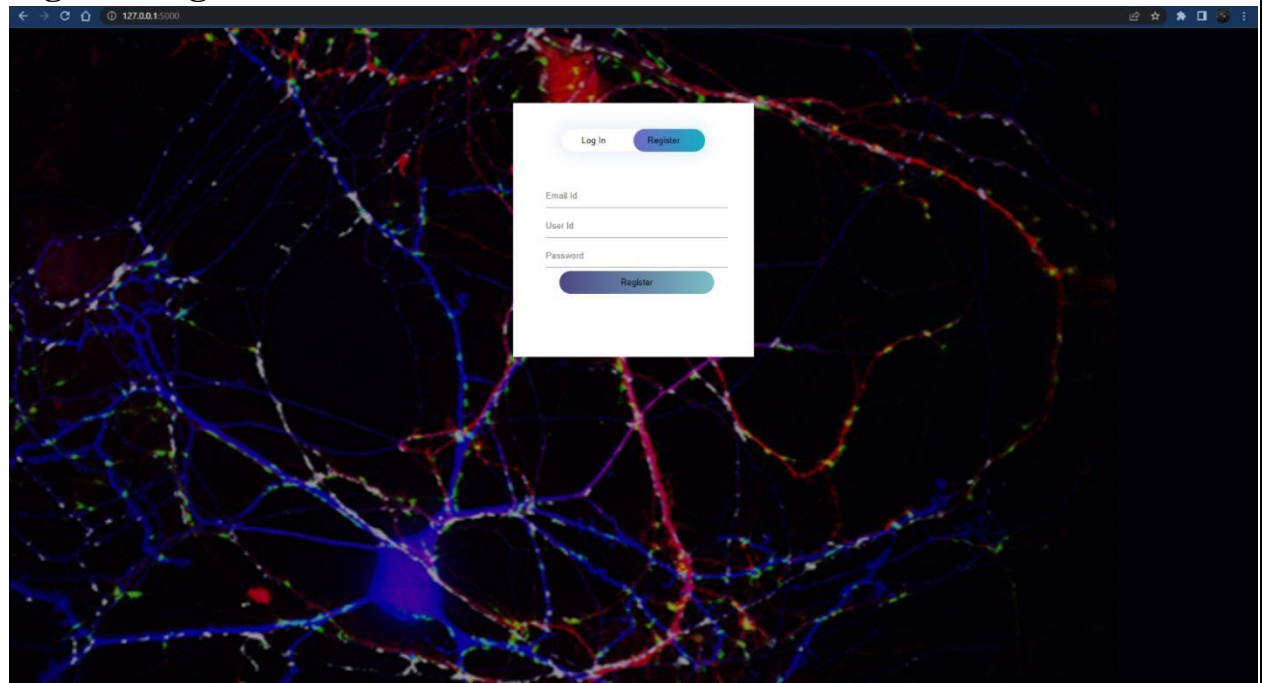 127.0.0.1:5000
Log In Register
Email Id
User Id
Password
Register